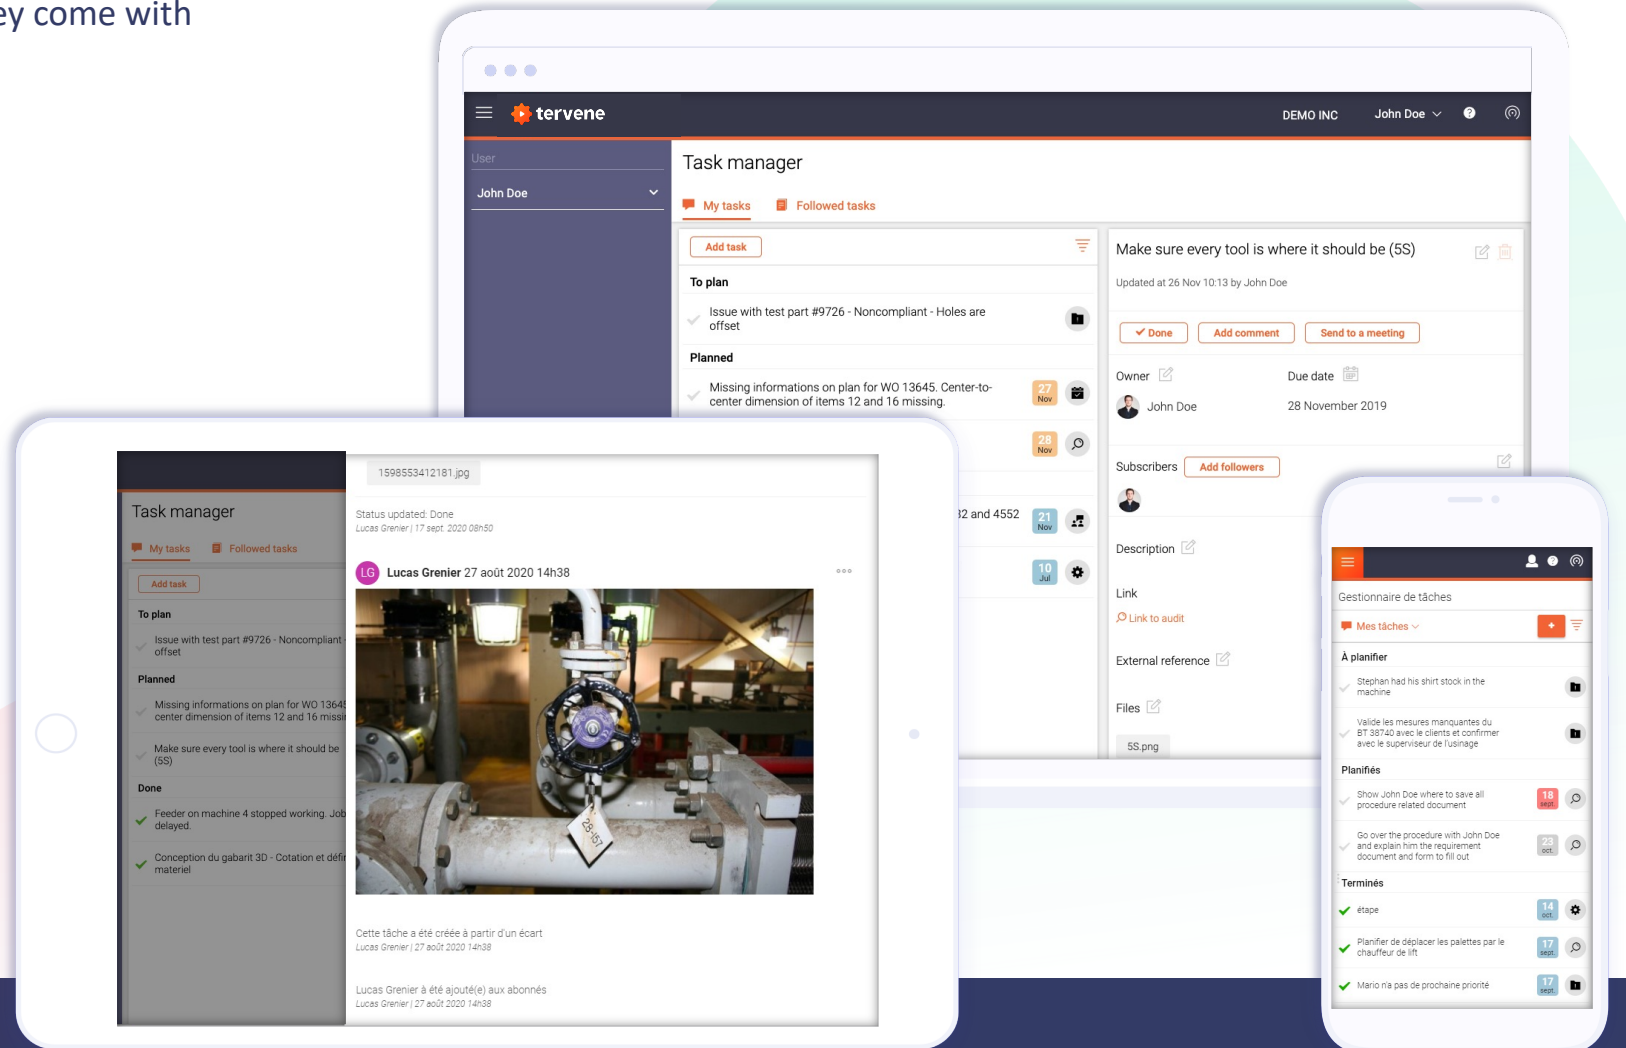 ey come with
tervene
DEMO INC
John Doe
User
John Doe
Task manager
My tasks
Followed tasks
Add task
To plan
Issue with test part #9726 - Noncompliant - Holes are
offset
Planned
Missing informations on plan for WO 13645. Center-to-
center dimension of items 12 and 16 missing.
27
Nov
28
Nov
32 and 4552
21
Nov
10
Jul
Make sure every tool is where it should be (5S)
Updated at 26 Nov 10:13 by John Doe
Done
Add comment
Send to a meeting
Owner
Due date
John Doe
28 November 2019
Subscribers
Add followers
Description
Link
Link to audit
External reference
Files
5S.png
Task manager
My tasks
Followed tasks
Add task
To plan
Issue with test part #9726 - Noncompliant -
offset
Planned
Missing informations on plan for WO 13645
center dimension of items 12 and 16 missin
Make sure every tool is where it should be
(5S)
Done
Feeder on machine 4 stopped working. Job
delayed.
Conception du gabarit 3D - Cotation et défin
materiel
1598553412181.jpg
Status updated: Done
Lucas Grenier | 17 sept. 2020 08h50
LG
Lucas Grenier 27 août 2020 14h38
28-157
Cette tâche a été créée à partir d'un écart
Lucas Grenier | 27 août 2020 14h38
Lucas Grenier à été ajouté(e) aux abonnés
Lucas Grenier | 27 août 2020 14h38
Gestionnaire de tâches
Mes tâches
+
À planifier
Stephan had his shirt stock in the
machine
Valide les mesures manquantes du
BT 38740 avec le clients et confirmer
avec le superviseur de l'usinage
Planifiés
Show John Doe where to save all
procedure related document
18
sept.
Go over the procedure with John Doe
and explain him the requirement
document and form to fill out
23
oct.
Terminés
étape
14
oct.
Planifier de déplacer les palettes par le
chauffeur de lift
17
sept.
Mario n'a pas de prochaine priorité
17
sept.